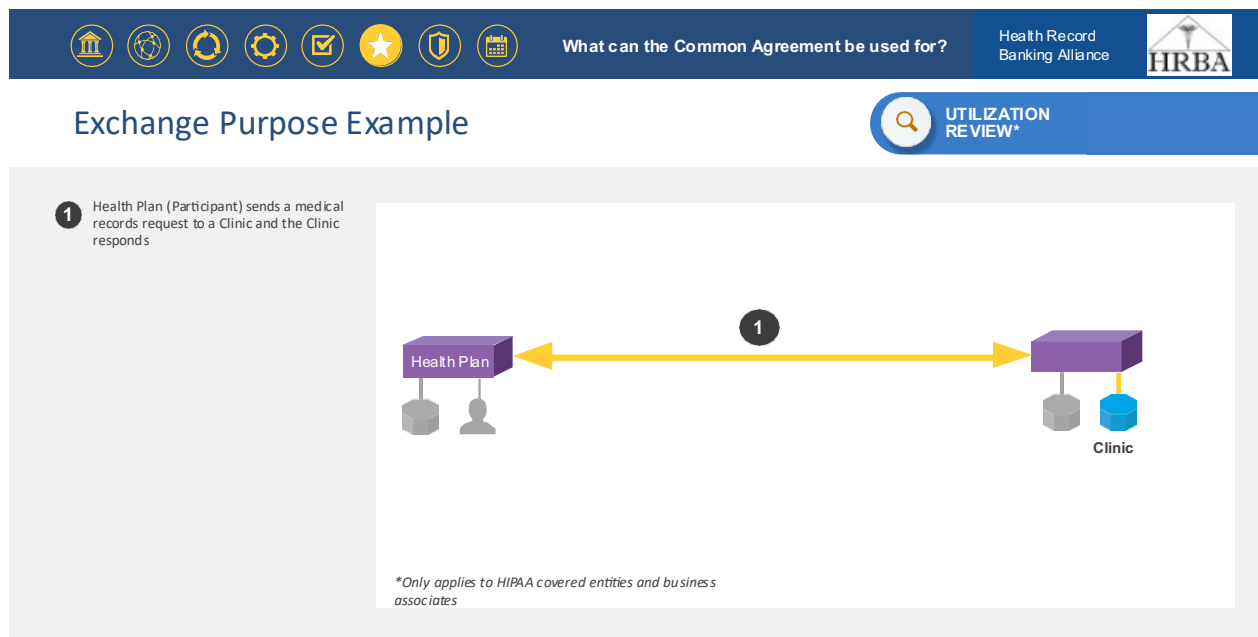 What can the Common Agreement be used for?
Health Record
Banking Alliance
HRBA
Exchange Purpose Example
UTILIZATION
REVIEW*
1
Health Plan (Participant) sends a medical
records request to a Clinic and the Clinic
responds
1
Health Plan
Clinic
*Only applies to HIPAA covered entities and business
associates